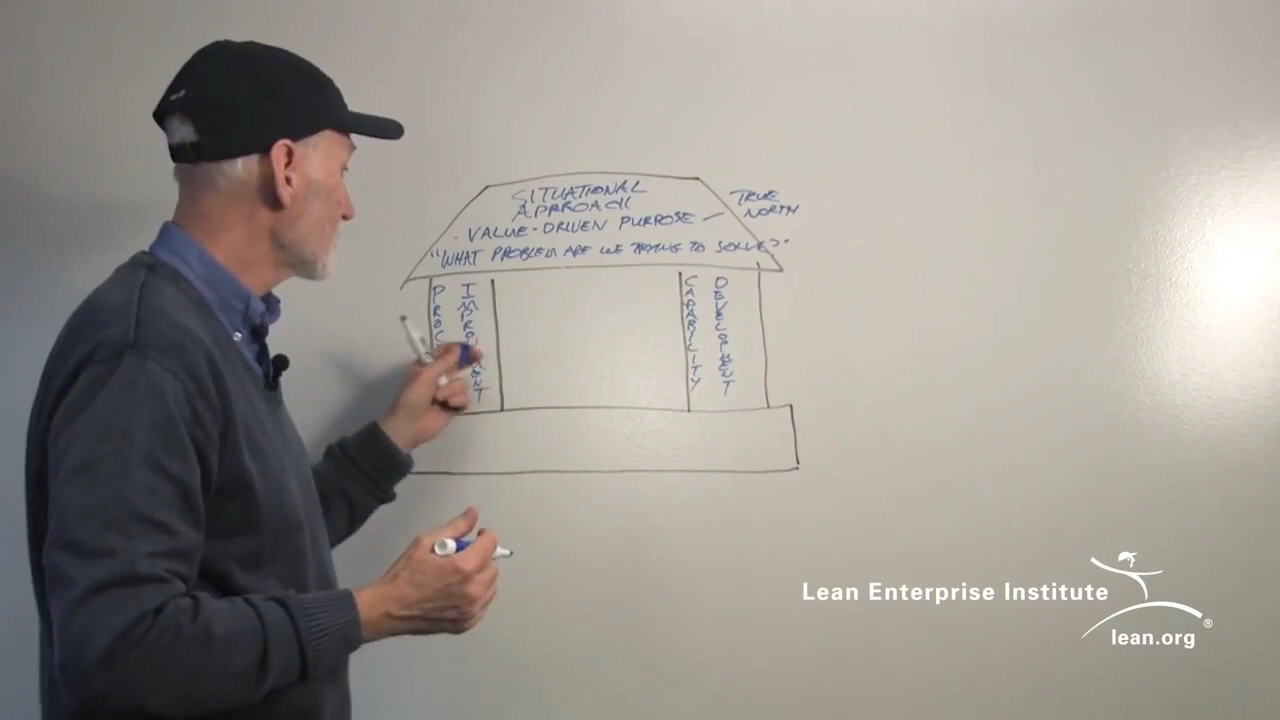 SITUATIONAL
APPROACH
- VALUE-DRIVEN PURPOSE —
TRUE
NORTH
"WHAT PROBLEM ARE WE TRYING TO SOLVE?"
IMPROVEMENT
CAPABILITY
DEVELOPMENT
Lean Enterprise Institute
lean.org®